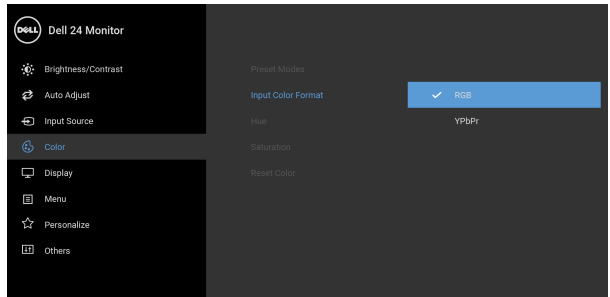 DELL Dell 24 Monitor
Brightness/Contrast Preset Modes
Auto Adjust Input Color Format RGB
Input Source Hue YPbPr
Color Saturation
Display Reset Color
Menu
Personalize
Others